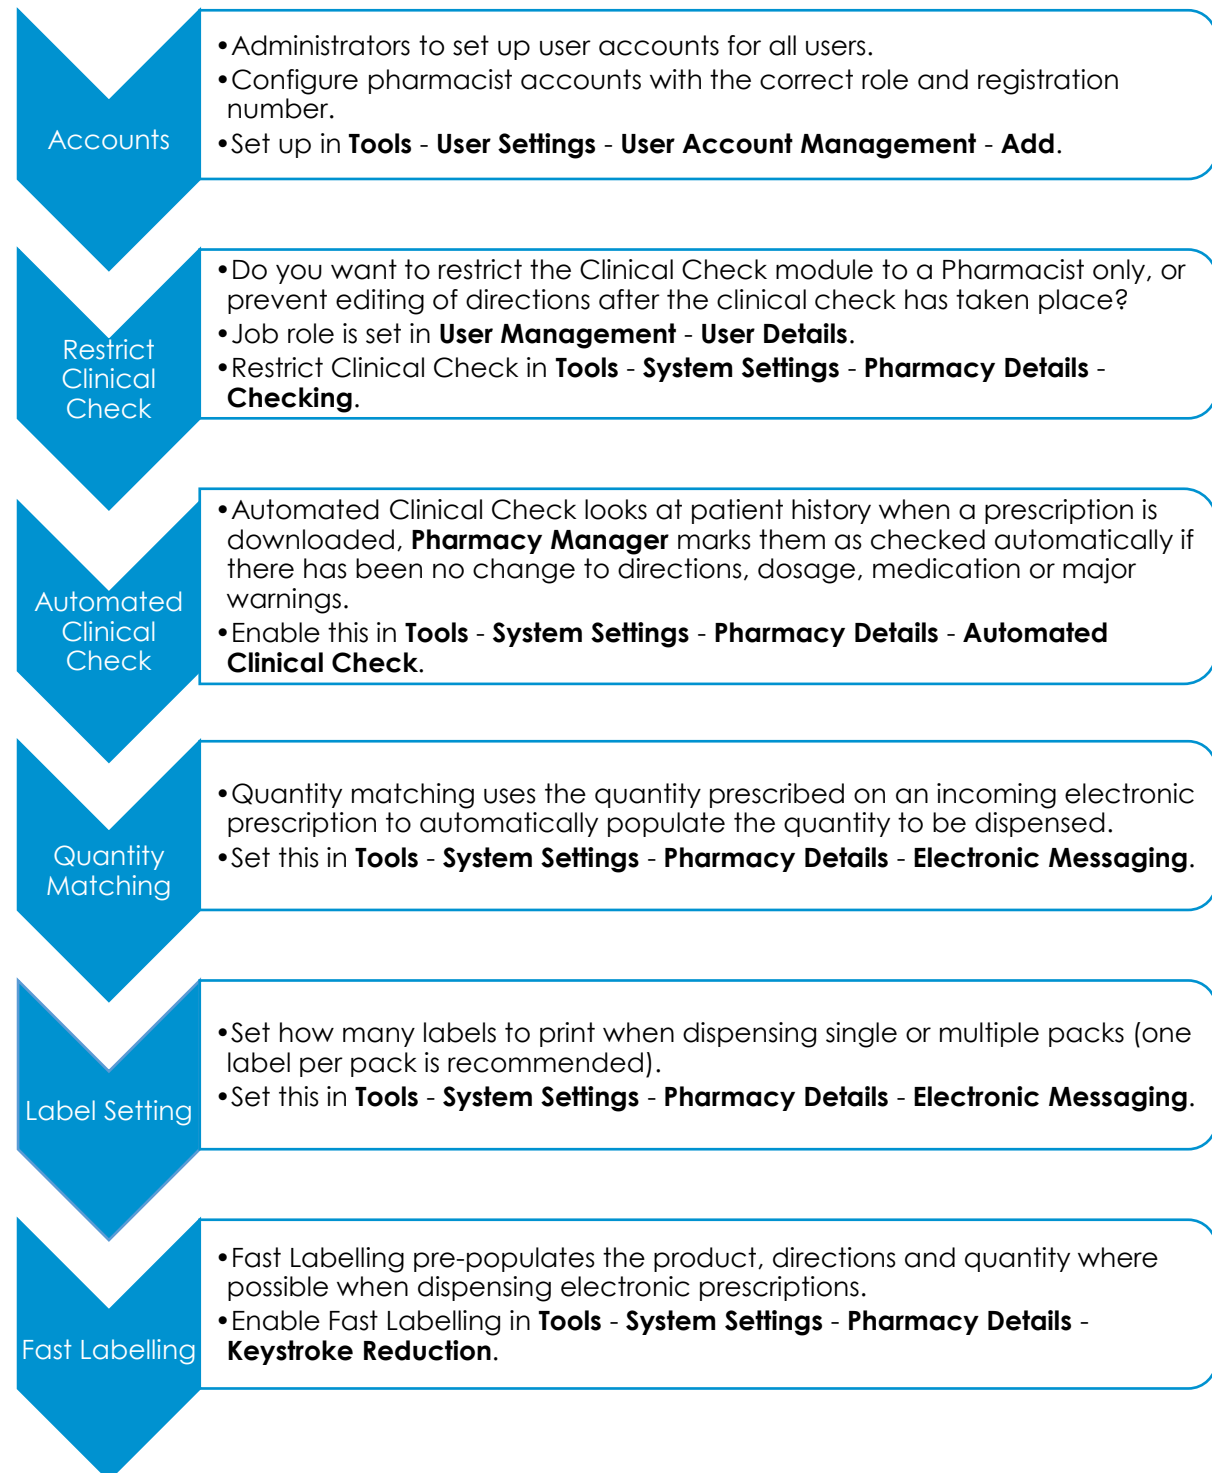 Accounts
•Administrators to set up user accounts for all users.
•Configure pharmacist accounts with the correct role and registration
number.
•Set up in Tools - User Settings - User Account Management - Add.
Restrict
Clinical
Check
•Do you want to restrict the Clinical Check module to a Pharmacist only, or
prevent editing of directions after the clinical check has taken place?
•Job role is set in User Management - User Details.
•Restrict Clinical Check in Tools - System Settings - Pharmacy Details -
Checking.
Automated
Clinical
Check
•Automated Clinical Check looks at patient history when a prescription is
downloaded, Pharmacy Manager marks them as checked automatically if
there has been no change to directions, dosage, medication or major
warnings.
•Enable this in Tools - System Settings - Pharmacy Details - Automated
Clinical Check.
Quantity
Matching
•Quantity matching uses the quantity prescribed on an incoming electronic
prescription to automatically populate the quantity to be dispensed.
•Set this in Tools - System Settings - Pharmacy Details - Electronic Messaging.
Label Setting
•Set how many labels to print when dispensing single or multiple packs (one
label per pack is recommended).
•Set this in Tools - System Settings - Pharmacy Details - Electronic Messaging.
Fast Labelling
•Fast Labelling pre-populates the product, directions and quantity where
possible when dispensing electronic prescriptions.
•Enable Fast Labelling in Tools - System Settings - Pharmacy Details -
Keystroke Reduction.